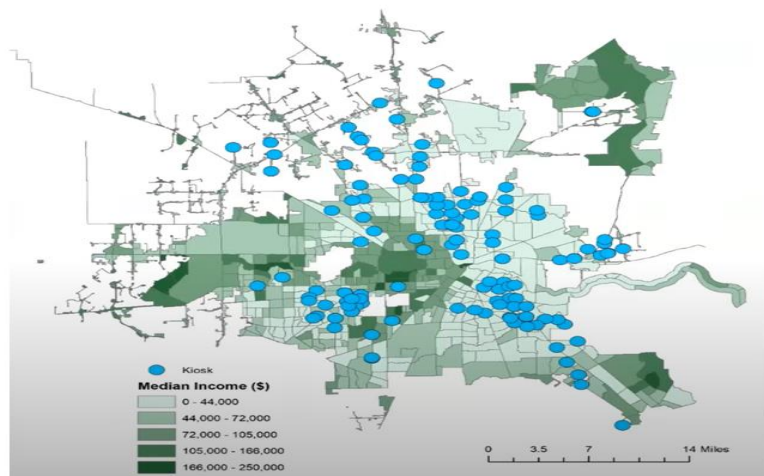 Kiosk
Median Income ($)
0 - 44,000
44,000 - 72,000
72,000 - 105,000
105,000 - 166,000
166,000 - 250,000
0 3.5 7 14 Miles